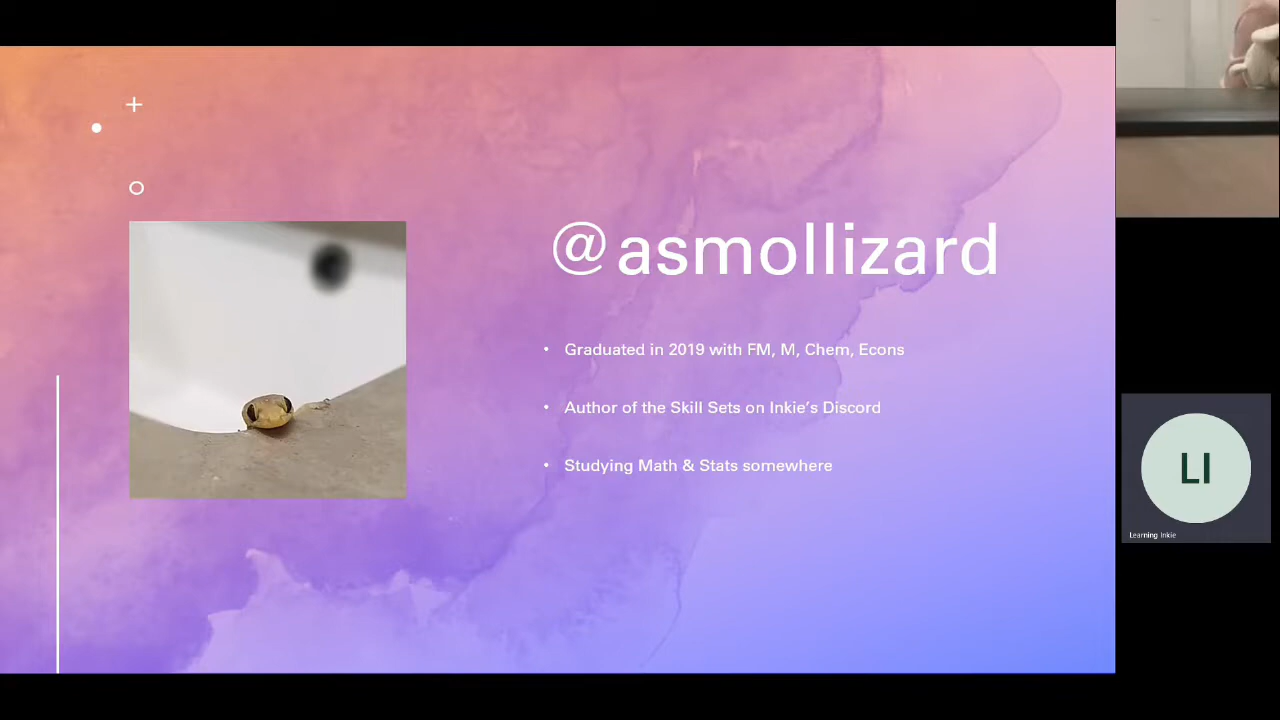 @asmollizard
• Graduated in 2019 with FM, M, Chem, Econs
• Author of the Skill Sets on Inkie's Discord
• Studying Math & Stats somewhere
LI
Learning Inkie